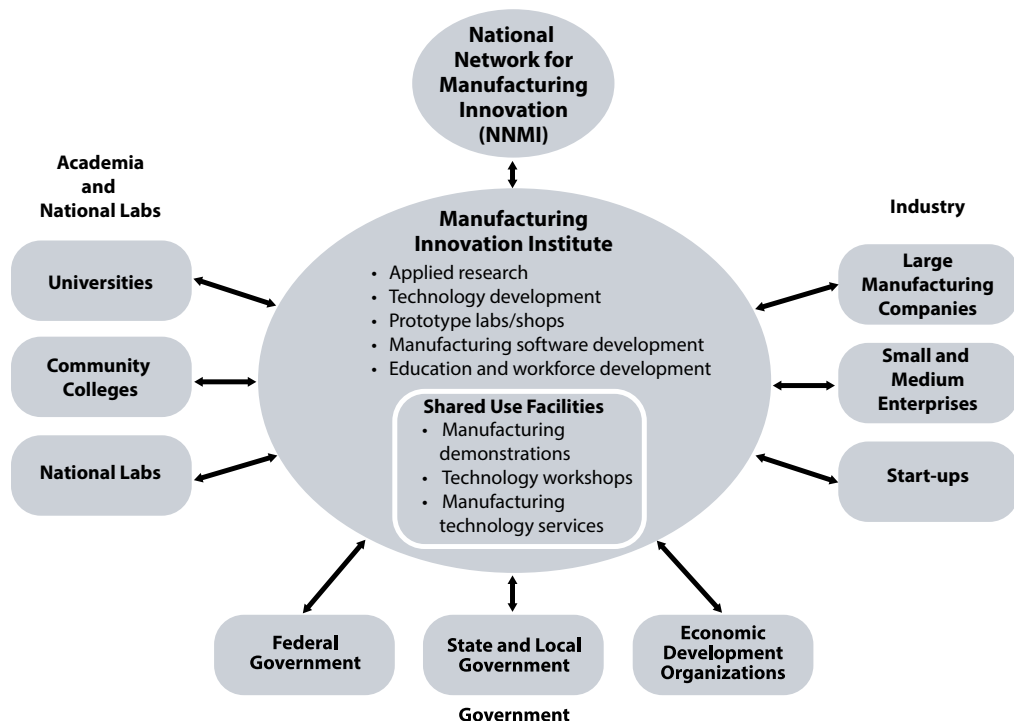 National
Network for
Manufacturing
Innovation
(NNMI)
Academia
and
National Labs
Universities
Community
Colleges
National Labs
Manufacturing
Innovation Institute
• Applied research
• Technology development
• Prototype labs/shops
• Manufacturing software development
• Education and workforce development
Shared Use Facilities
• Manufacturing
demonstrations
• Technology workshops
• Manufacturing
technology services
Industry
Large
Manufacturing
Companies
Small and
Medium
Enterprises
Start-ups
Federal
Government
State and Local
Government
Economic
Development
Organizations
Government